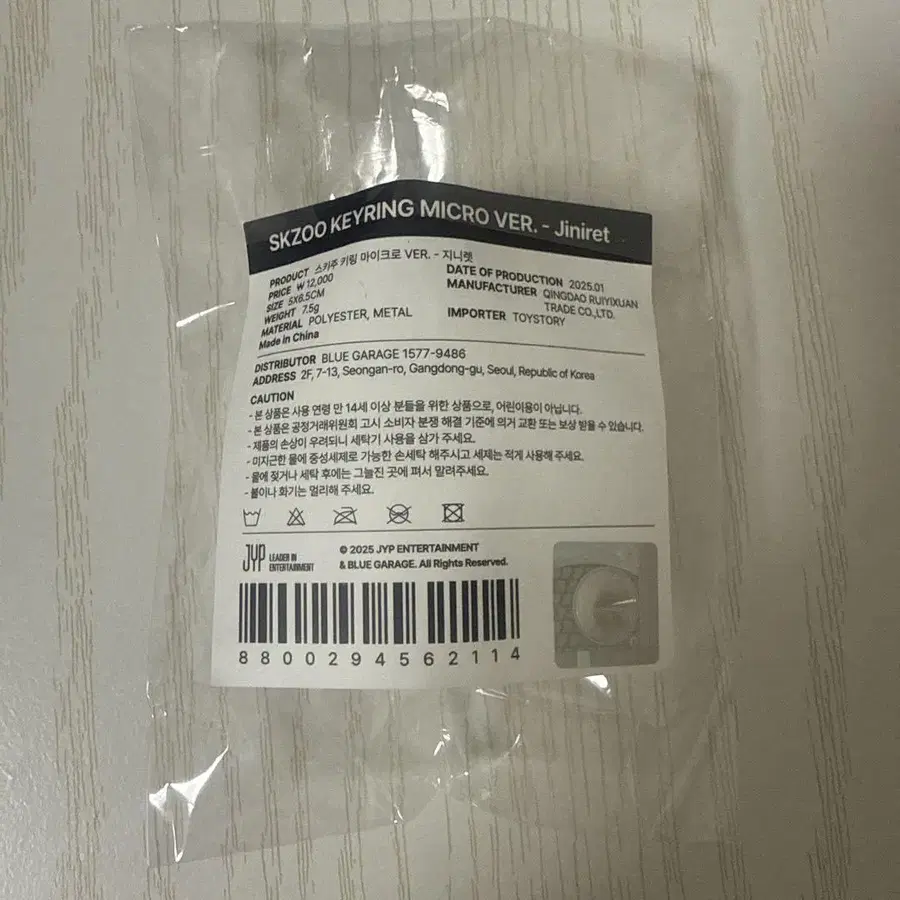 SKZOO KEYRING MICRO VER. - Jiniret
PRODUCT 스키주 키링 마이크로 VER. - 지니렛
PRICE ₩12,000
SIZE 5X6.5CM
WEIGHT 7.5g
MATERIAL POLYESTER, METAL
Made in China
DATE OF PRODUCTION 2025.01
MANUFACTURER QINGDAO RUIYIXUAN
TRADE CO.,LTD.
IMPORTER TOYSTORY
DISTRIBUTOR BLUE GARAGE 1577-9486
ADDRESS 2F, 7-13, Seongan-ro, Gangdong-gu, Seoul, Republic of Korea
CAUTION
- 본 상품은 사용 연령 만 14세 이상 분들을 위한 상품으로, 어린이용이 아닙니다.
- 본 상품은 공정거래위원회 고시 소비자 분쟁 해결 기준에 의거 교환 또는 보상 받을 수 있습니다.
- 제품의 손상이 우려되니 세탁기 사용을 삼가 주세요.
- 미지근한 물에 중성세제로 가능한 손세탁 해주시고 세제는 적게 사용해 주세요.
- 물에 젖거나 세탁 후에는 그늘진 곳에 펴서 말려주세요.
- 불이나 화기는 멀리해 주세요.
JYP LEADER IN
ENTERTAINMENT
© 2025 JYP ENTERTAINMENT
& BLUE GARAGE. All Rights Reserved.
8800294562114